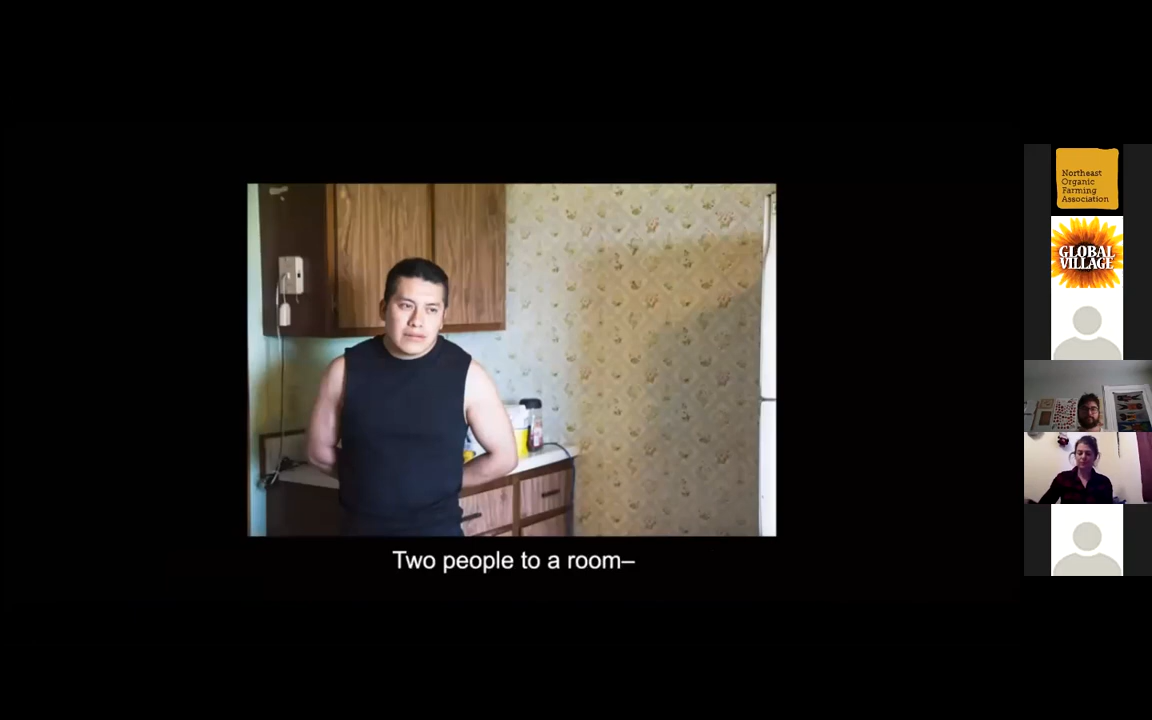 Two people to a room–
Northeast
Organic
Farming
Association
GLOBAL
VILLAGE